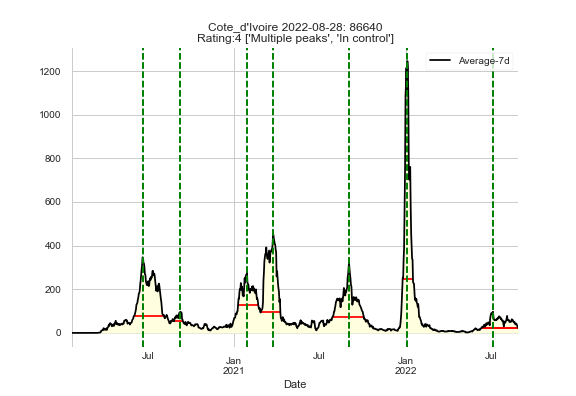 Cote_d'Ivoire 2022-08-28: 86640
Rating:4 ['Multiple peaks', 'In control']
Average-7d
1200
1000
800
600
400
200
0
Jul
Jan
2021
Jul
Jan
2022
Jul
Date